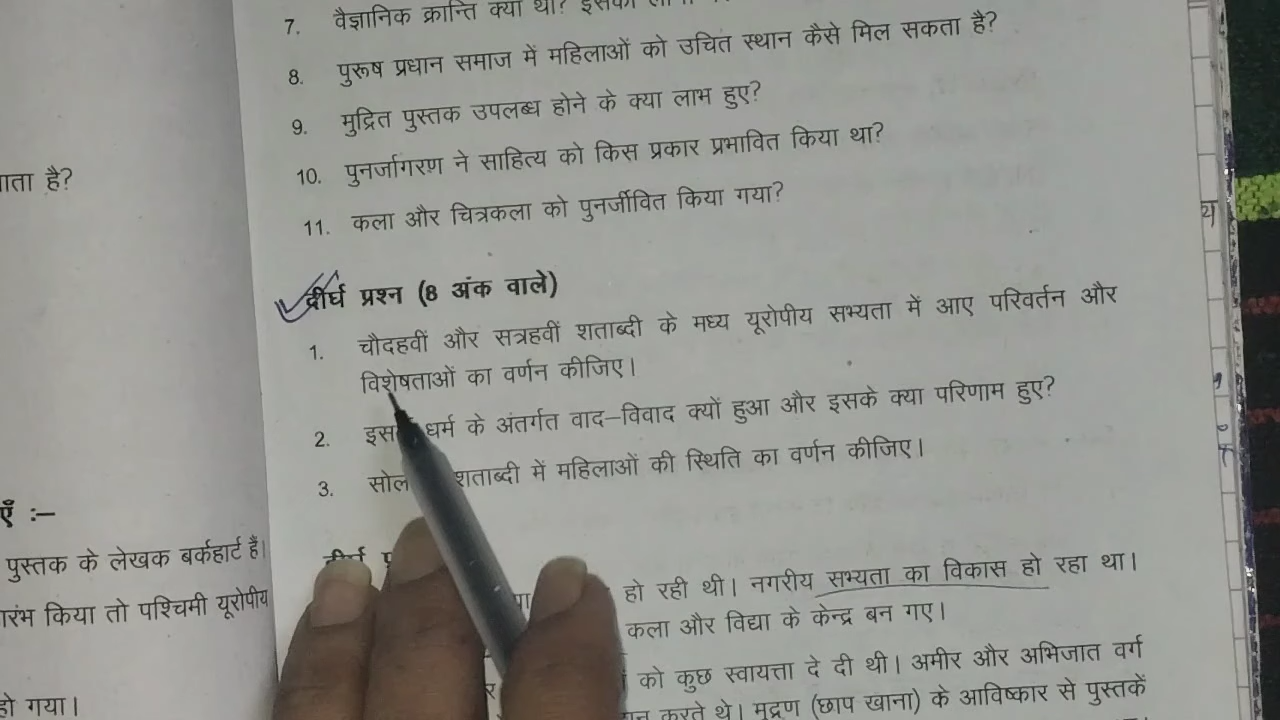 ाता है?
एँ :–
पुस्तक के लेखक बर्कहार्ट हैं।
रंभ किया तो पश्चिमी यूरोपीय
हो गया।
7. वैज्ञानिक क्रान्ति क्या था? इसका
8. पुरूष प्रधान समाज में महिलाओं को उचित स्थान कैसे मिल सकता है?
9. मुद्रित पुस्तक उपलब्ध होने के क्या लाभ हुए?
10. पुनर्जागरण ने साहित्य को किस प्रकार प्रभावित किया था?
11. कला और चित्रकला को पुनर्जीवित किया गया?
दीर्घ प्रश्न (8 अंक वाले)
1. चौदहवीं और सत्रहवीं शताब्दी के मध्य यूरोपीय सभ्यता में आए परिवर्तन और
विशेषताओं का वर्णन कीजिए।
2. इस धर्म के अंतर्गत वाद–विवाद क्यों हुआ और इसके क्या परिणाम हुए?
3. सोल शताब्दी में महिलाओं की स्थिति का वर्णन कीजिए।
हो रही थी। नगरीय सभ्यता का विकास हो रहा था।
कला और विद्या के केन्द्र बन गए।
को कुछ स्वायत्ता दे दी थी। अमीर और अभिजात वर्ग
करते थे। मुद्रण (छाप खाना) के आविष्कार से पुस्तकें